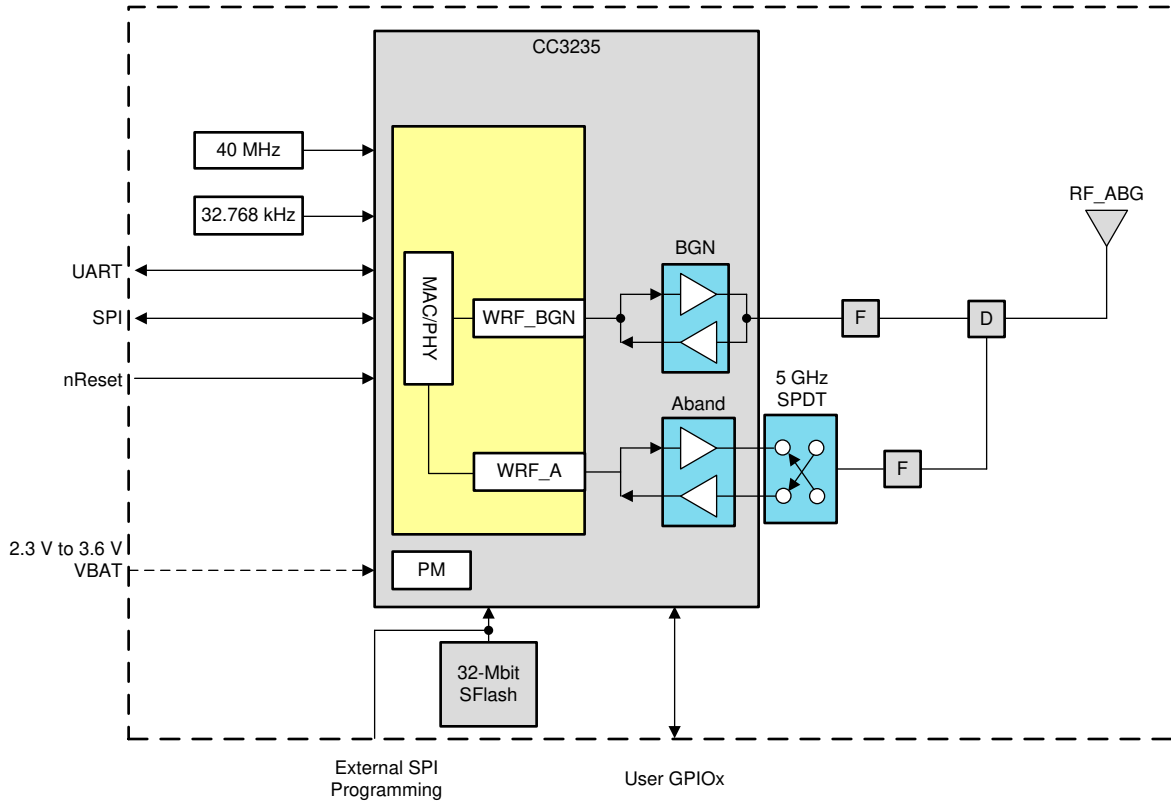 CC3235
40 MHz
32.768 kHz
RF_ABG
UART
SPI
nReset
MAC/PHY
WRF_BGN
BGN
F
D
5 GHz
SPDT
Aband
WRF_A
F
2.3 V to 3.6 V
VBAT
PM
32-Mbit
SFlash
External SPI
Programming
User GPIOx